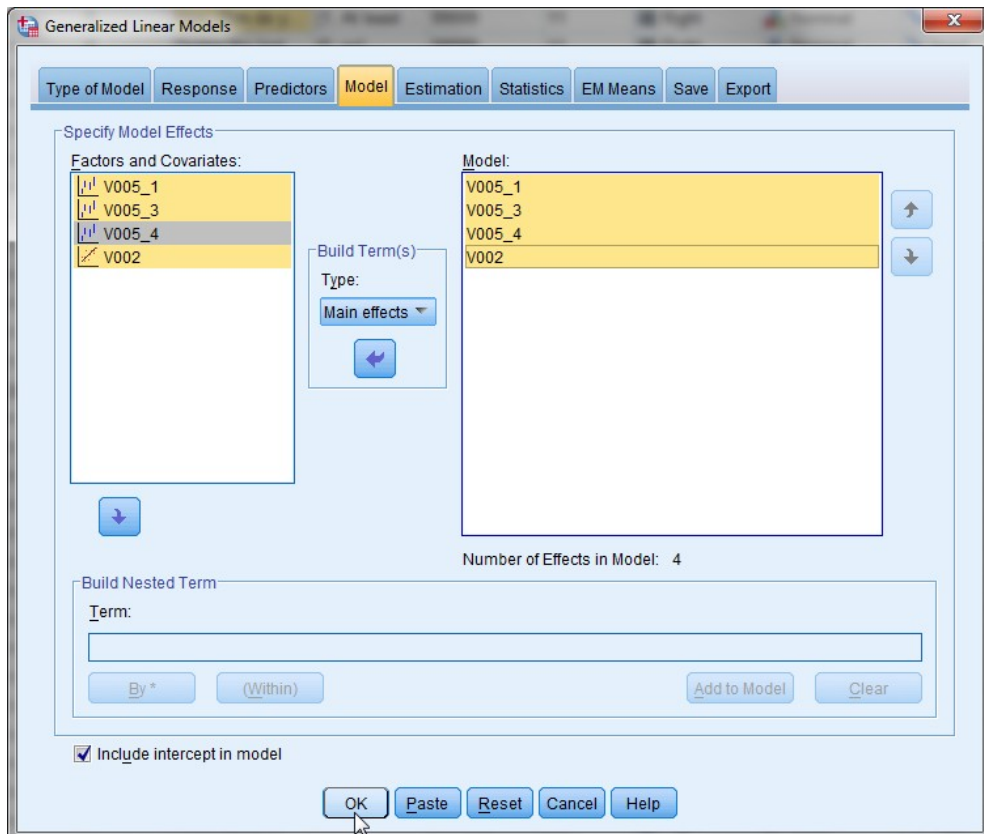 Generalized Linear Models
Type of Model Response Predictors Model Estimation Statistics EM Means Save Export
Specify Model Effects
Factors and Covariates:
V005_1
V005_3
V005_4
V002
Build Term(s)
Type:
Main effects
Model:
V005_1
V005_3
V005_4
V002
Number of Effects in Model: 4
Build Nested Term
Term:
By *
(Within)
Add to Model
Clear
Include intercept in model
OK Paste Reset Cancel Help